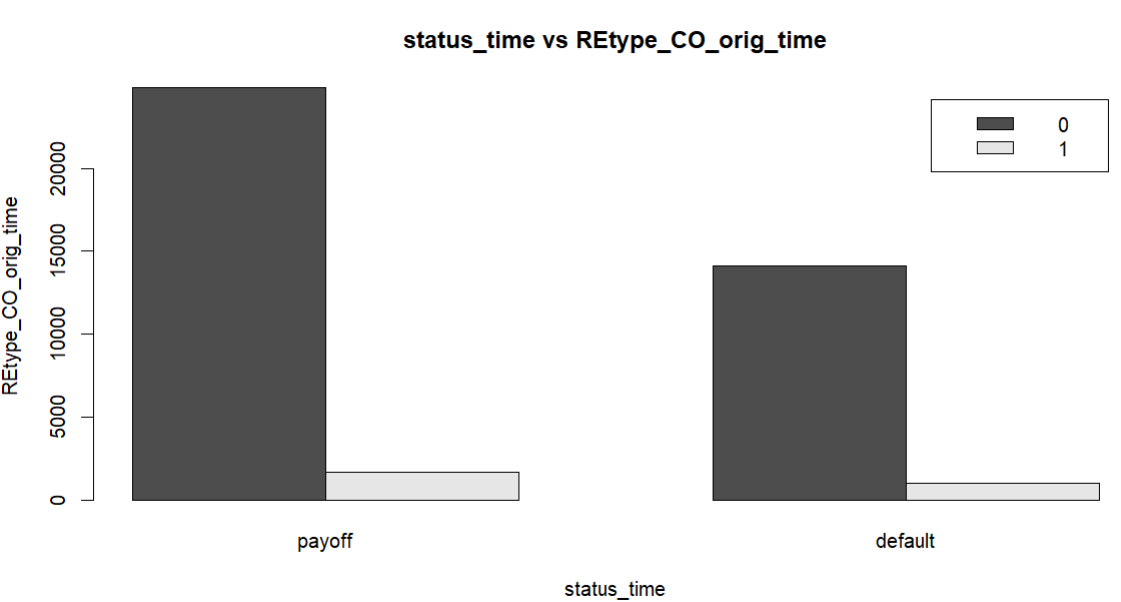 status_time vs REtype_CO_orig_time
0
1
REtype_CO_orig_time
20000
15000
10000
5000
0
payoff
default
status_time